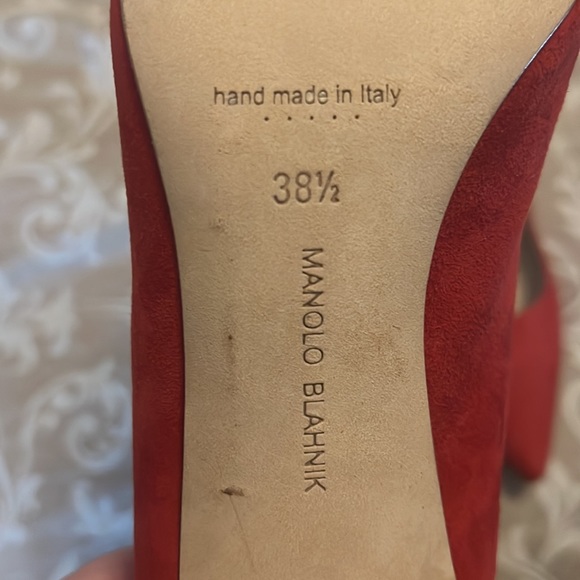 hand made in Italy
38½
MANOLO BLAHNIK